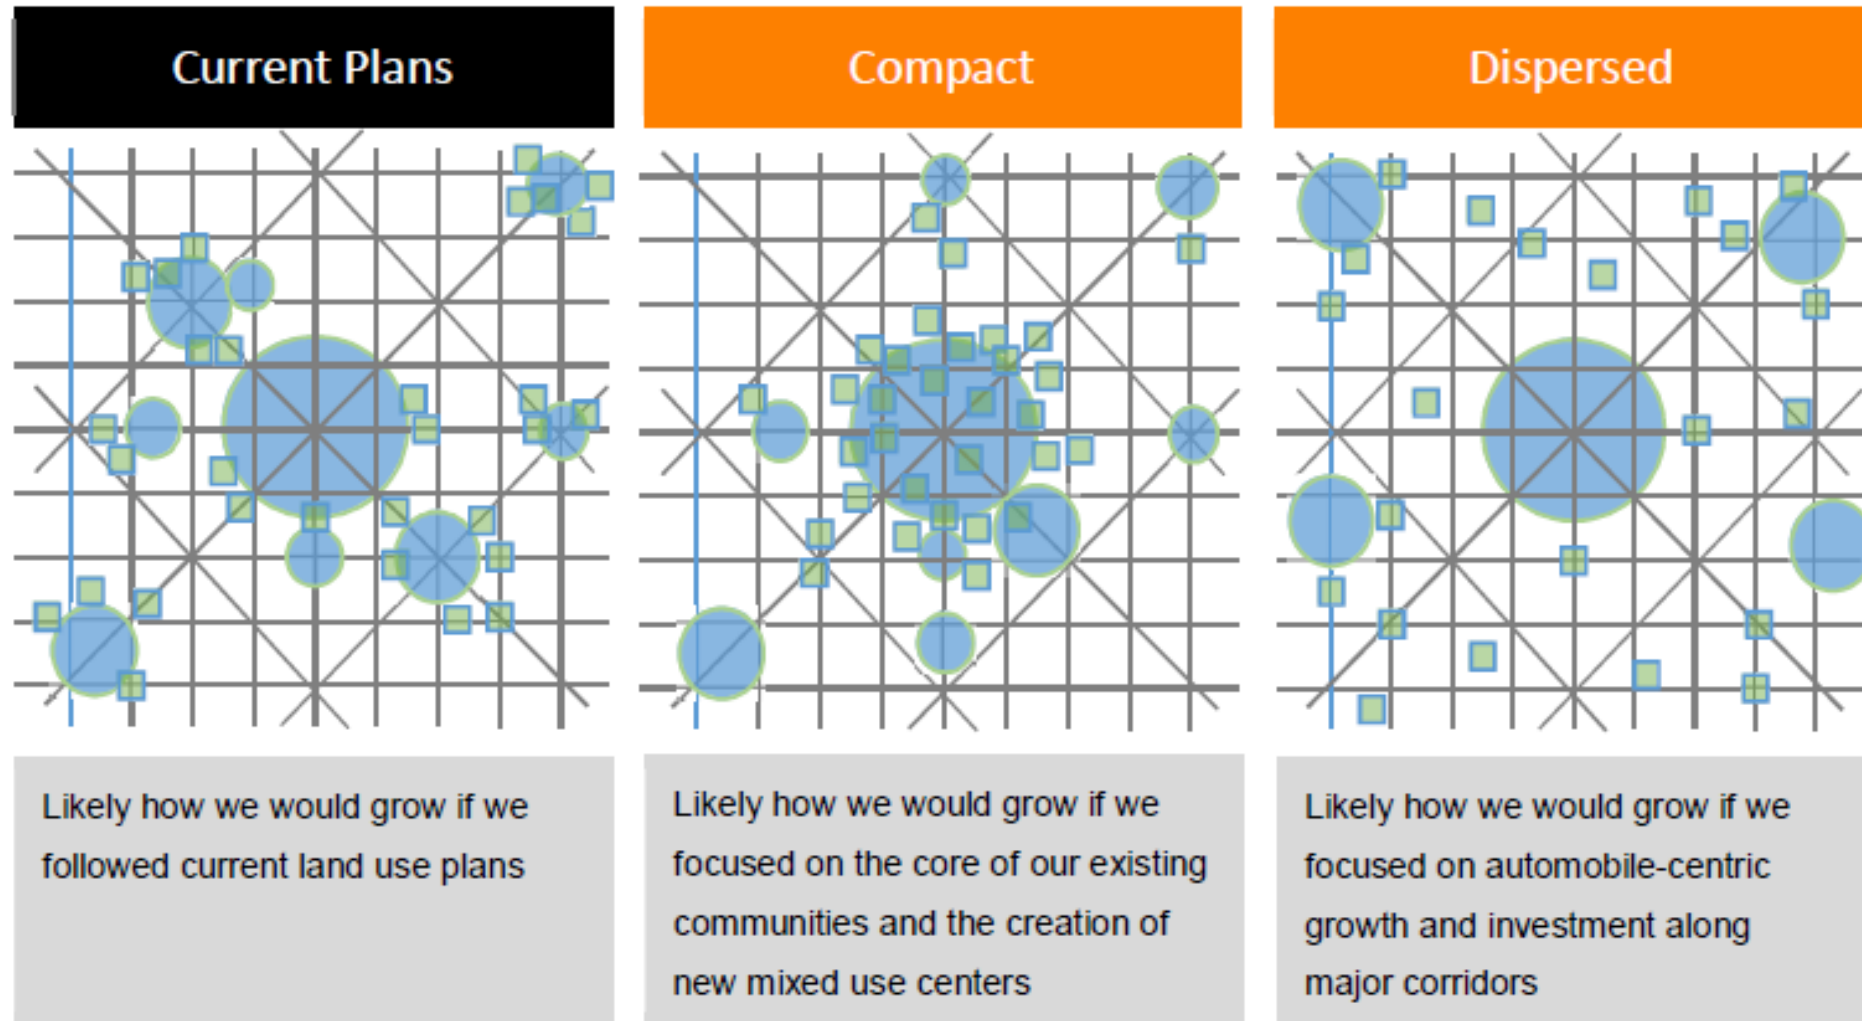 Current Plans
Compact
Dispersed
Likely how we would grow if we
followed current land use plans
Likely how we would grow if we
focused on the core of our existing
communities and the creation of
new mixed use centers
Likely how we would grow if we
focused on automobile-centric
growth and investment along
major corridors